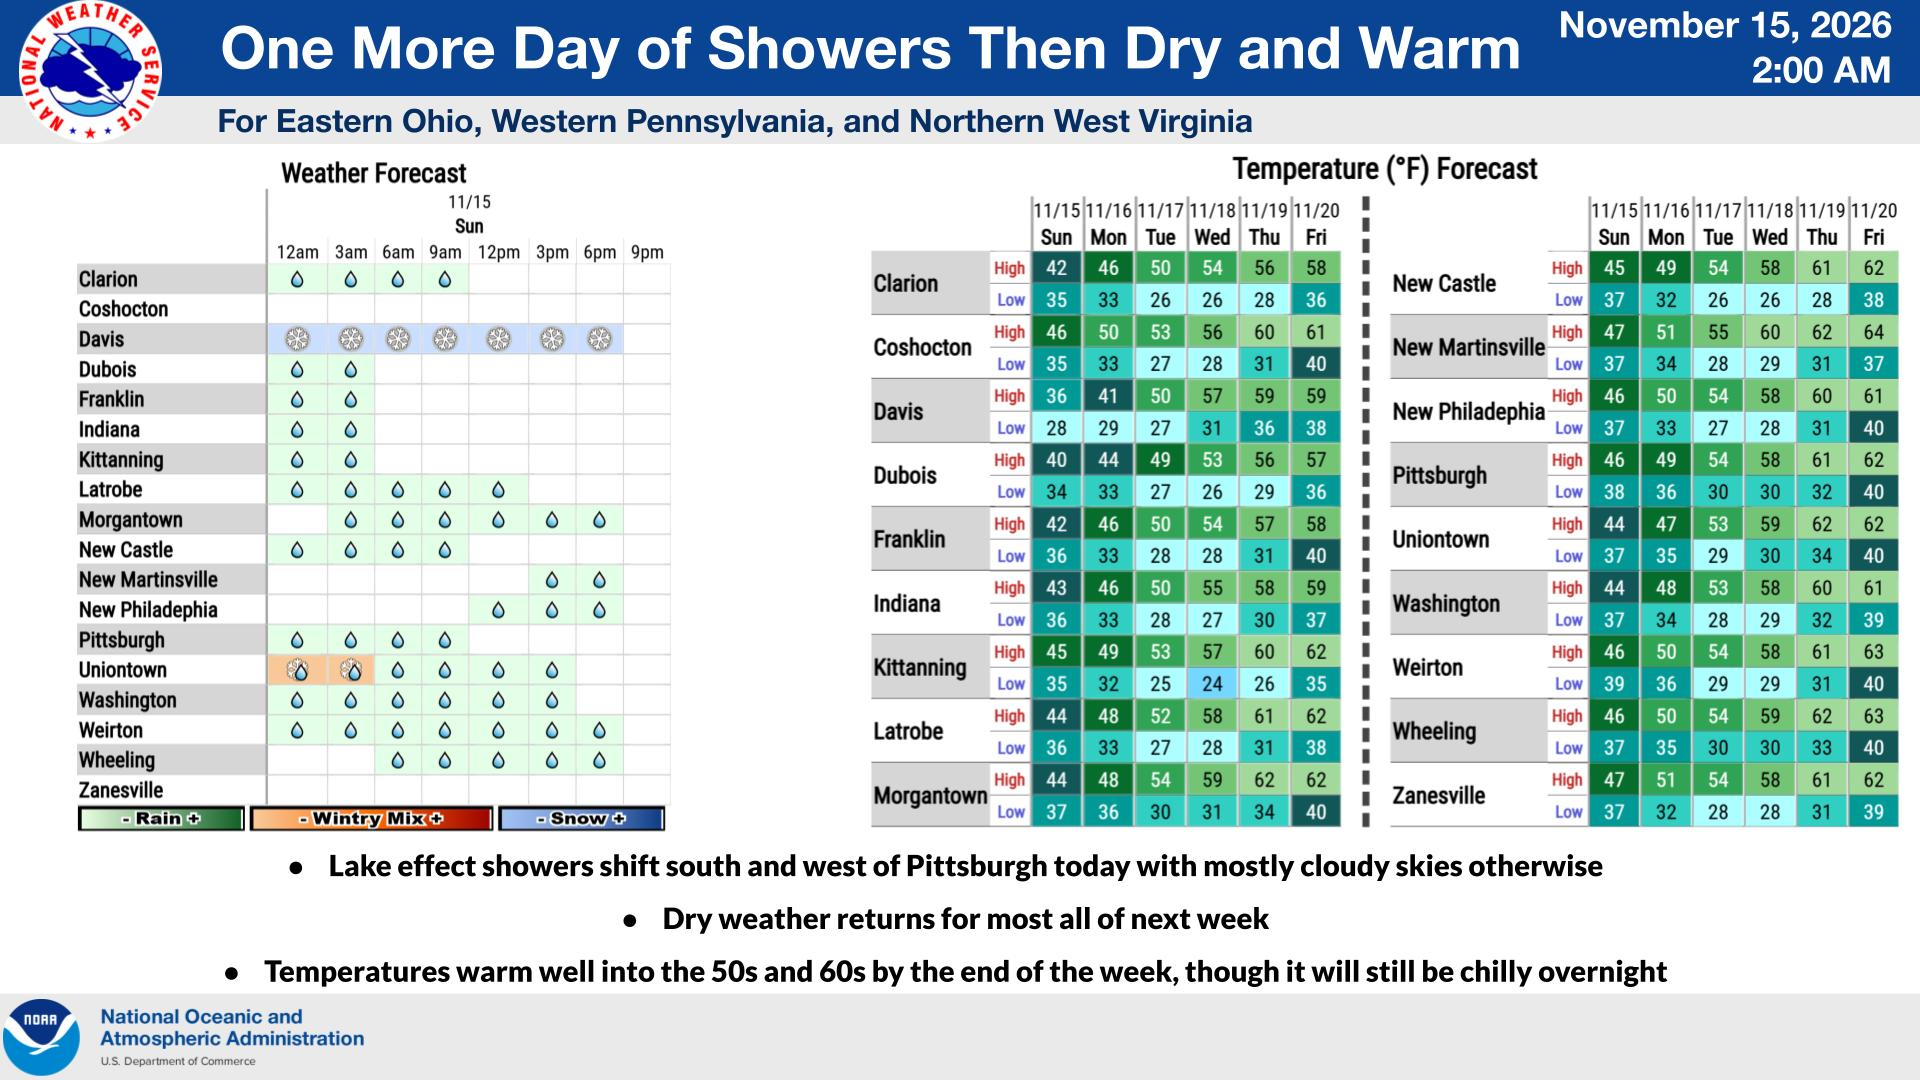 NATIONAL WEATHER SERVICE
One More Day of Showers Then Dry and Warm
November 15, 2026
2:00 AM
For Eastern Ohio, Western Pennsylvania, and Northern West Virginia
Weather Forecast
11/15
Sun
12am 3am 6am 9am 12pm 3pm 6pm 9pm
Clarion
Coshocton
Davis
Dubois
Franklin
Indiana
Kittanning
Latrobe
Morgantown
New Castle
New Martinsville
New Philadephia
Pittsburgh
Uniontown
Washington
Weirton
Wheeling
Zanesville
- Rain + - Wintry Mix + - Snow +
Temperature (°F) Forecast
11/15 11/16 11/17 11/18 11/19 11/20
Sun Mon Tue Wed Thu Fri
Clarion
High 42 46 50 54 56 58
Low 35 33 26 26 28 36
Coshocton
High 46 50 53 56 60 61
Low 35 33 27 28 31 40
Davis
High 36 41 50 57 59 59
Low 28 29 27 31 36 38
Dubois
High 40 44 49 53 56 57
Low 34 33 27 26 29 36
Franklin
High 42 46 50 54 57 58
Low 36 33 28 28 31 40
Indiana
High 43 46 50 55 58 59
Low 36 33 28 27 30 37
Kittanning
High 45 49 53 57 60 62
Low 35 32 25 24 26 35
Latrobe
High 44 48 52 58 61 62
Low 36 33 27 28 31 38
Morgantown
High 44 48 54 59 62 62
Low 37 36 30 31 34 40
11/15 11/16 11/17 11/18 11/19 11/20
Sun Mon Tue Wed Thu Fri
New Castle
High 45 49 54 58 61 62
Low 37 32 26 26 28 38
New Martinsville
High 47 51 55 60 62 64
Low 37 34 28 29 31 37
New Philadephia
High 46 50 54 58 60 61
Low 37 33 27 28 31 40
Pittsburgh
High 46 49 54 58 61 62
Low 38 36 30 30 32 40
Uniontown
High 44 47 53 59 62 62
Low 37 35 29 30 34 40
Washington
High 44 48 53 58 60 61
Low 37 34 28 29 32 39
Weirton
High 46 50 54 58 61 63
Low 39 36 29 29 31 40
Wheeling
High 46 50 54 59 62 63
Low 37 35 30 30 33 40
Zanesville
High 47 51 54 58 61 62
Low 37 32 28 28 31 39
● Lake effect showers shift south and west of Pittsburgh today with mostly cloudy skies otherwise
● Dry weather returns for most all of next week
● Temperatures warm well into the 50s and 60s by the end of the week, though it will still be chilly overnight
NOAA
National Oceanic and
Atmospheric Administration
U.S. Department of Commerce